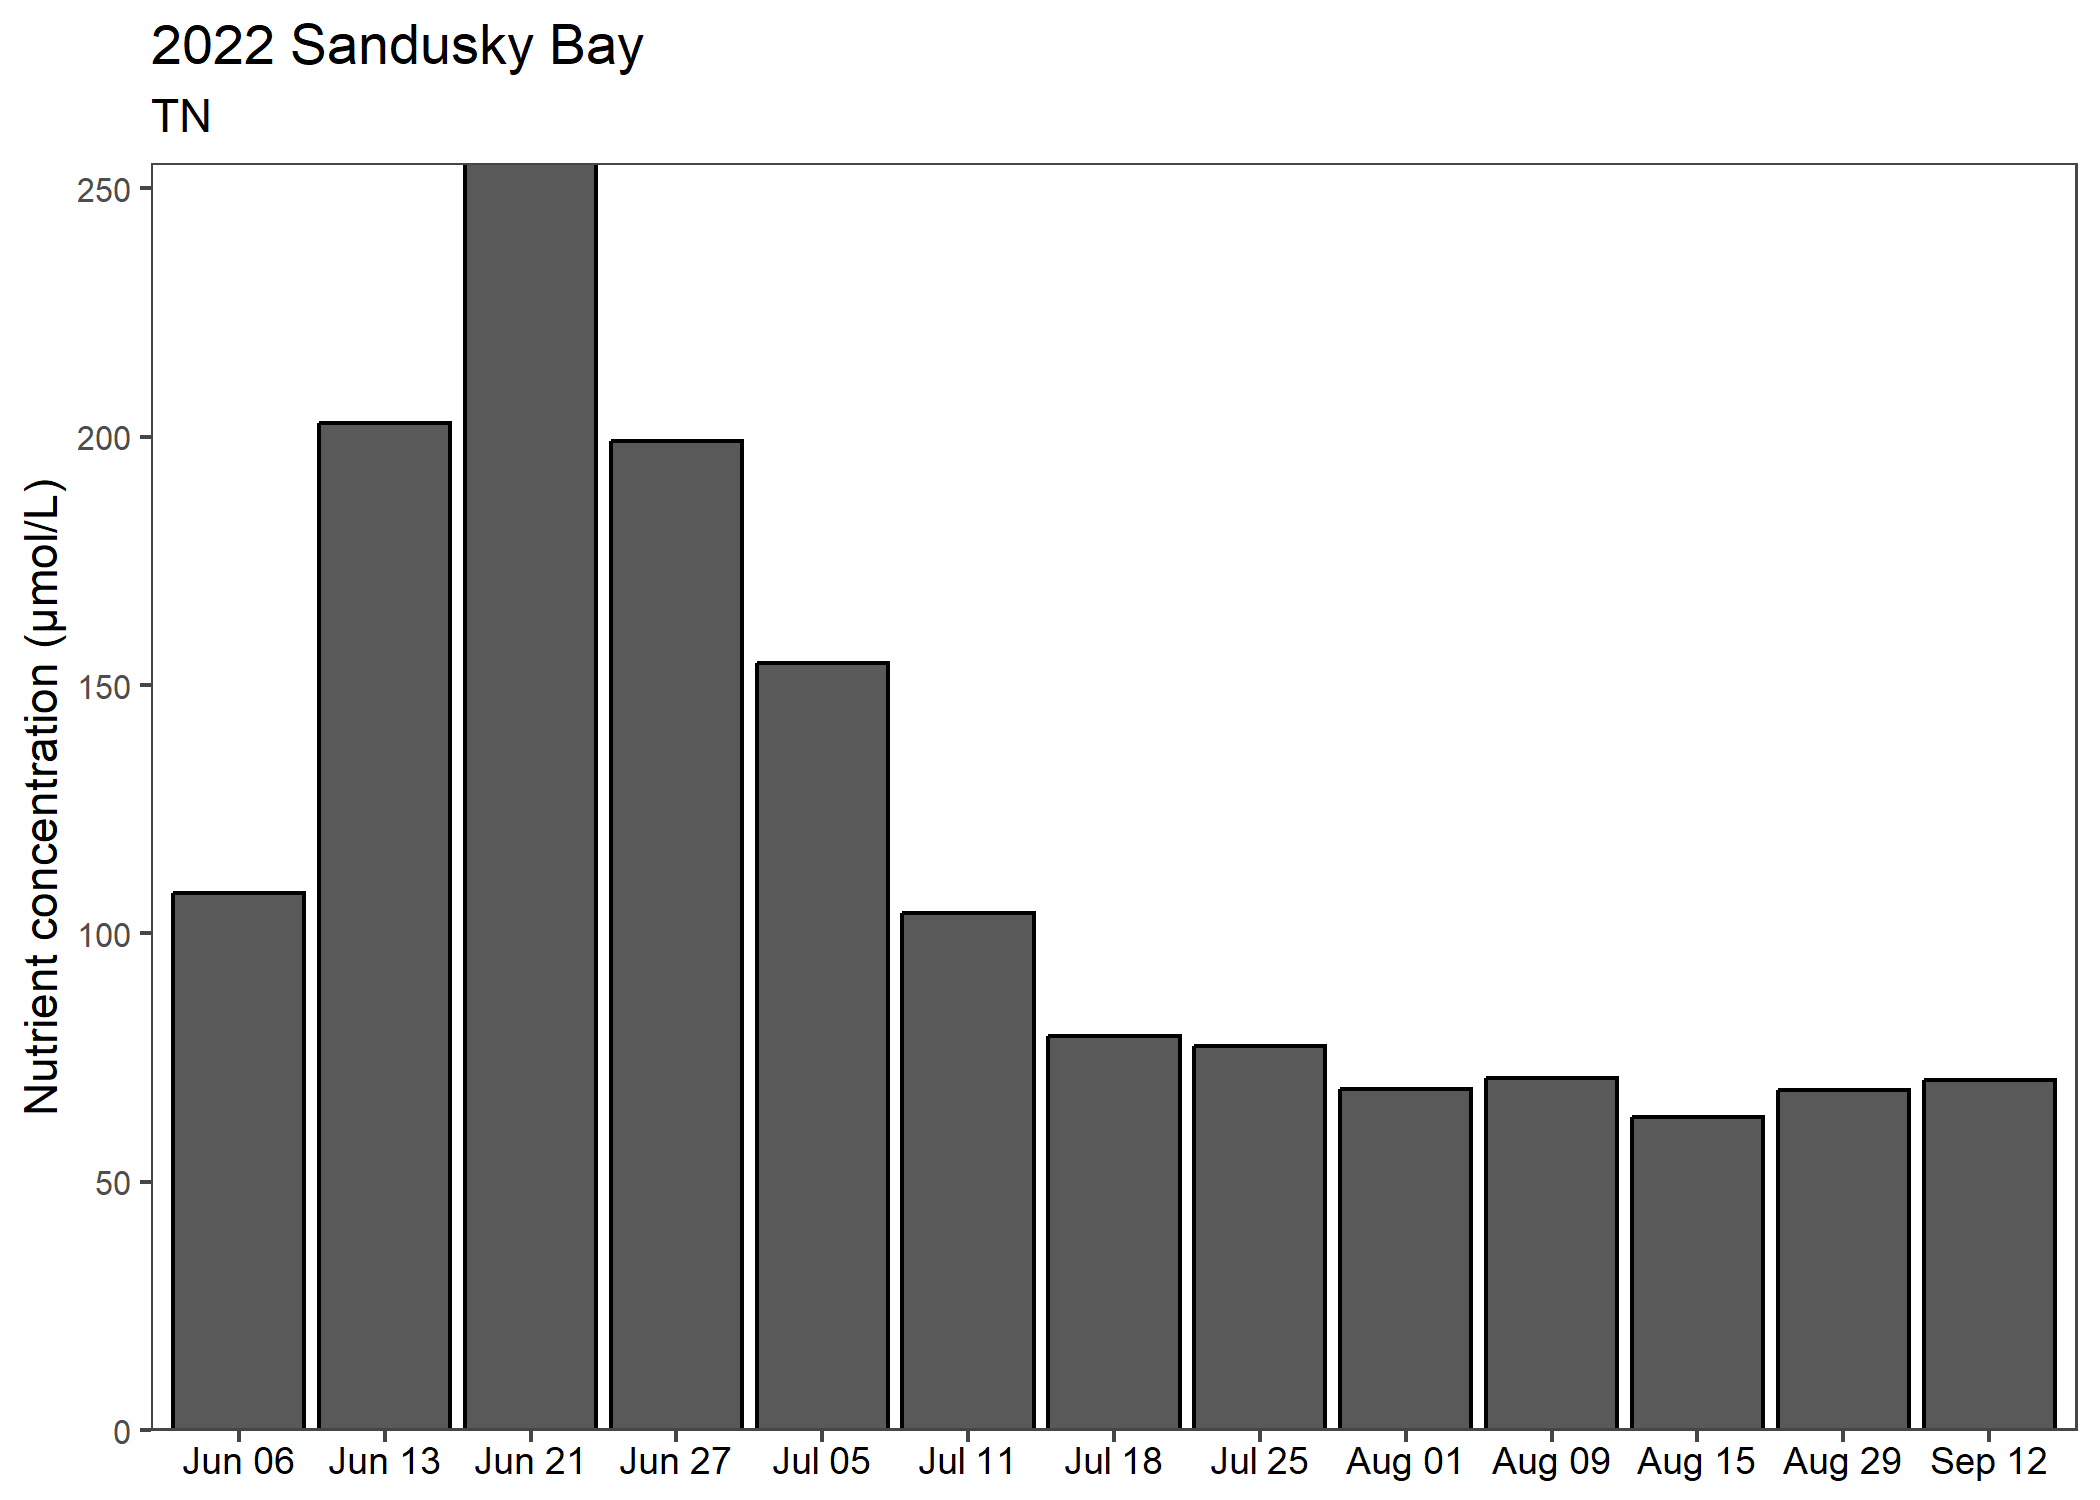 2022 Sandusky Bay
TN
Nutrient concentration (µmol/L)
250
200
150
100
50
0
Jun 06 Jun 13 Jun 21 Jun 27 Jul 05 Jul 11 Jul 18 Jul 25 Aug 01 Aug 09 Aug 15 Aug 29 Sep 12